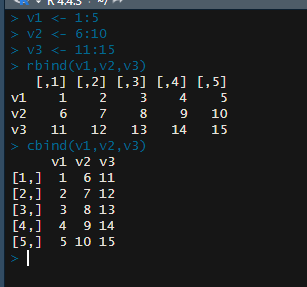 R 4.4.3 · ~/
> v1 <- 1:5
> v2 <- 6:10
> v3 <- 11:15
> rbind(v1,v2,v3)
   [,1] [,2] [,3] [,4] [,5]
v1    1    2    3    4    5
v2    6    7    8    9   10
v3   11   12   13   14   15
> cbind(v1,v2,v3)
     v1 v2 v3
[1,]  1  6 11
[2,]  2  7 12
[3,]  3  8 13
[4,]  4  9 14
[5,]  5 10 15
>